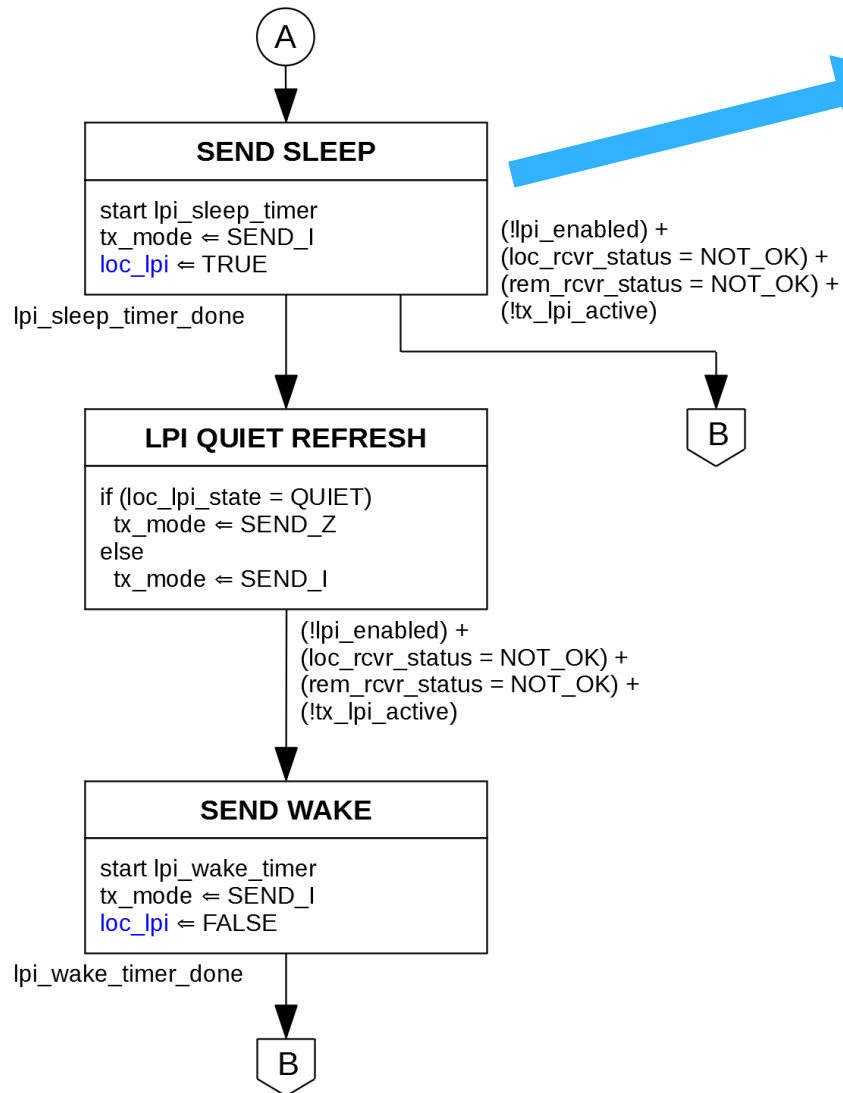 A
SEND SLEEP
start lpi_sleep_timer
tx_mode ⇐ SEND_I
loc_lpi ⇐ TRUE
(!lpi_enabled) +
(loc_rcvr_status = NOT_OK) +
(rem_rcvr_status = NOT_OK) +
(!tx_lpi_active)
lpi_sleep_timer_done
B
LPI QUIET REFRESH
if (loc_lpi_state = QUIET)
tx_mode ⇐ SEND_Z
else
tx_mode ⇐ SEND_I
(!lpi_enabled) +
(loc_rcvr_status = NOT_OK) +
(rem_rcvr_status = NOT_OK) +
(!tx_lpi_active)
SEND WAKE
start lpi_wake_timer
tx_mode ⇐ SEND_I
loc_lpi ⇐ FALSE
lpi_wake_timer_done
B